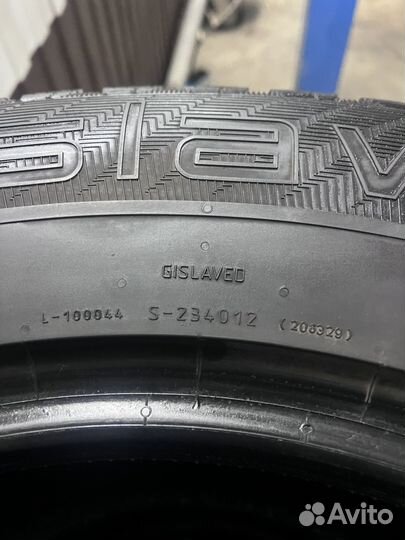 slav
GISLAVED
L-100044 S-234012 (206329)
Avito